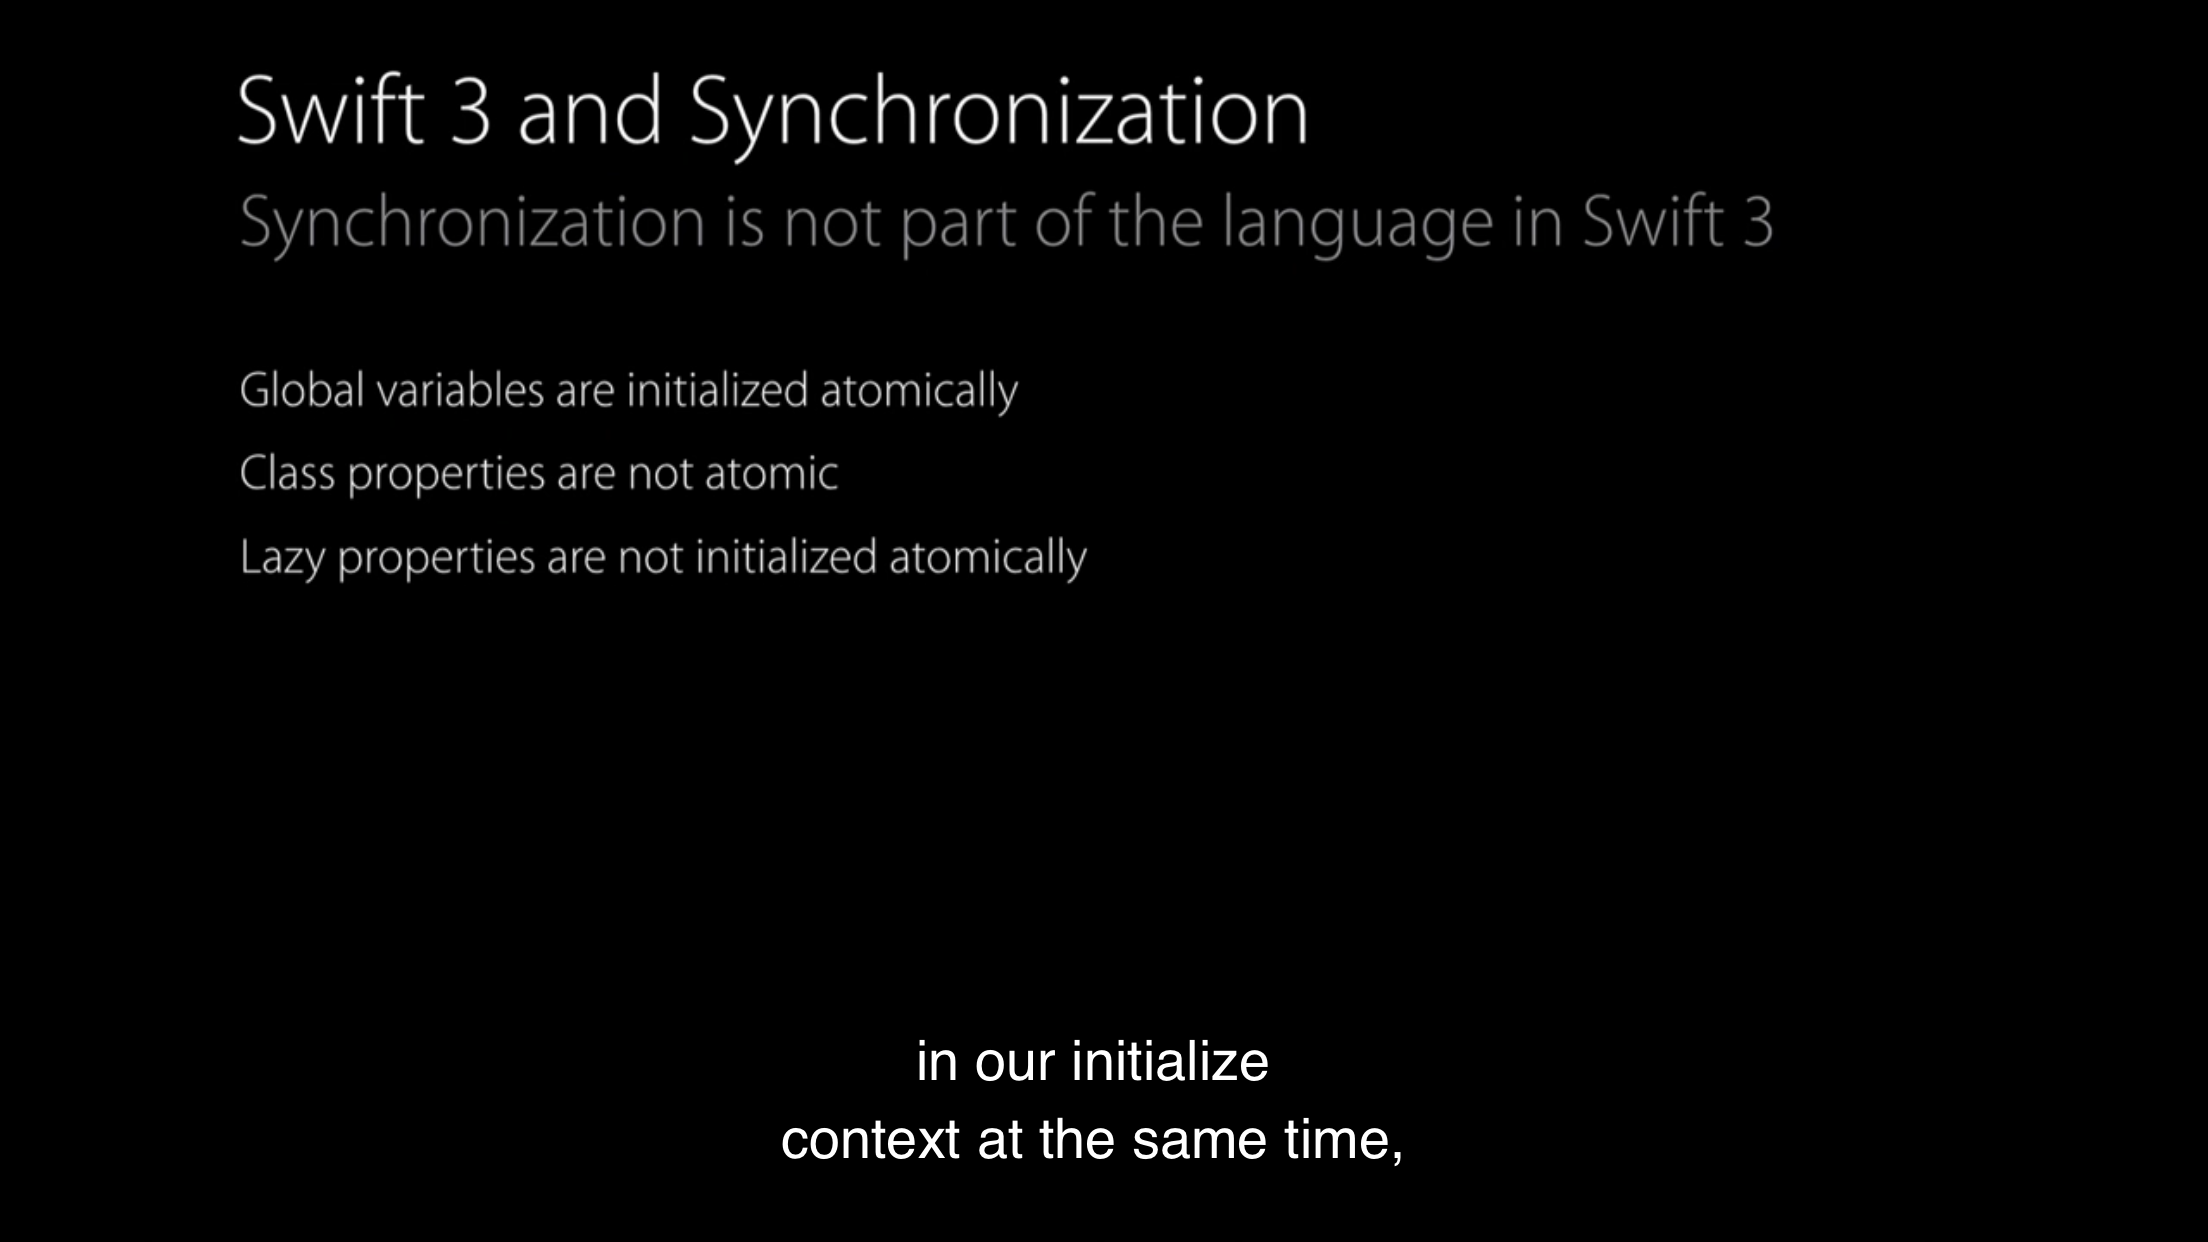 Swift 3 and Synchronization
Synchronization is not part of the language in Swift 3
Global variables are initialized atomically
Class properties are not atomic
Lazy properties are not initialized atomically
in our initialize
context at the same time,